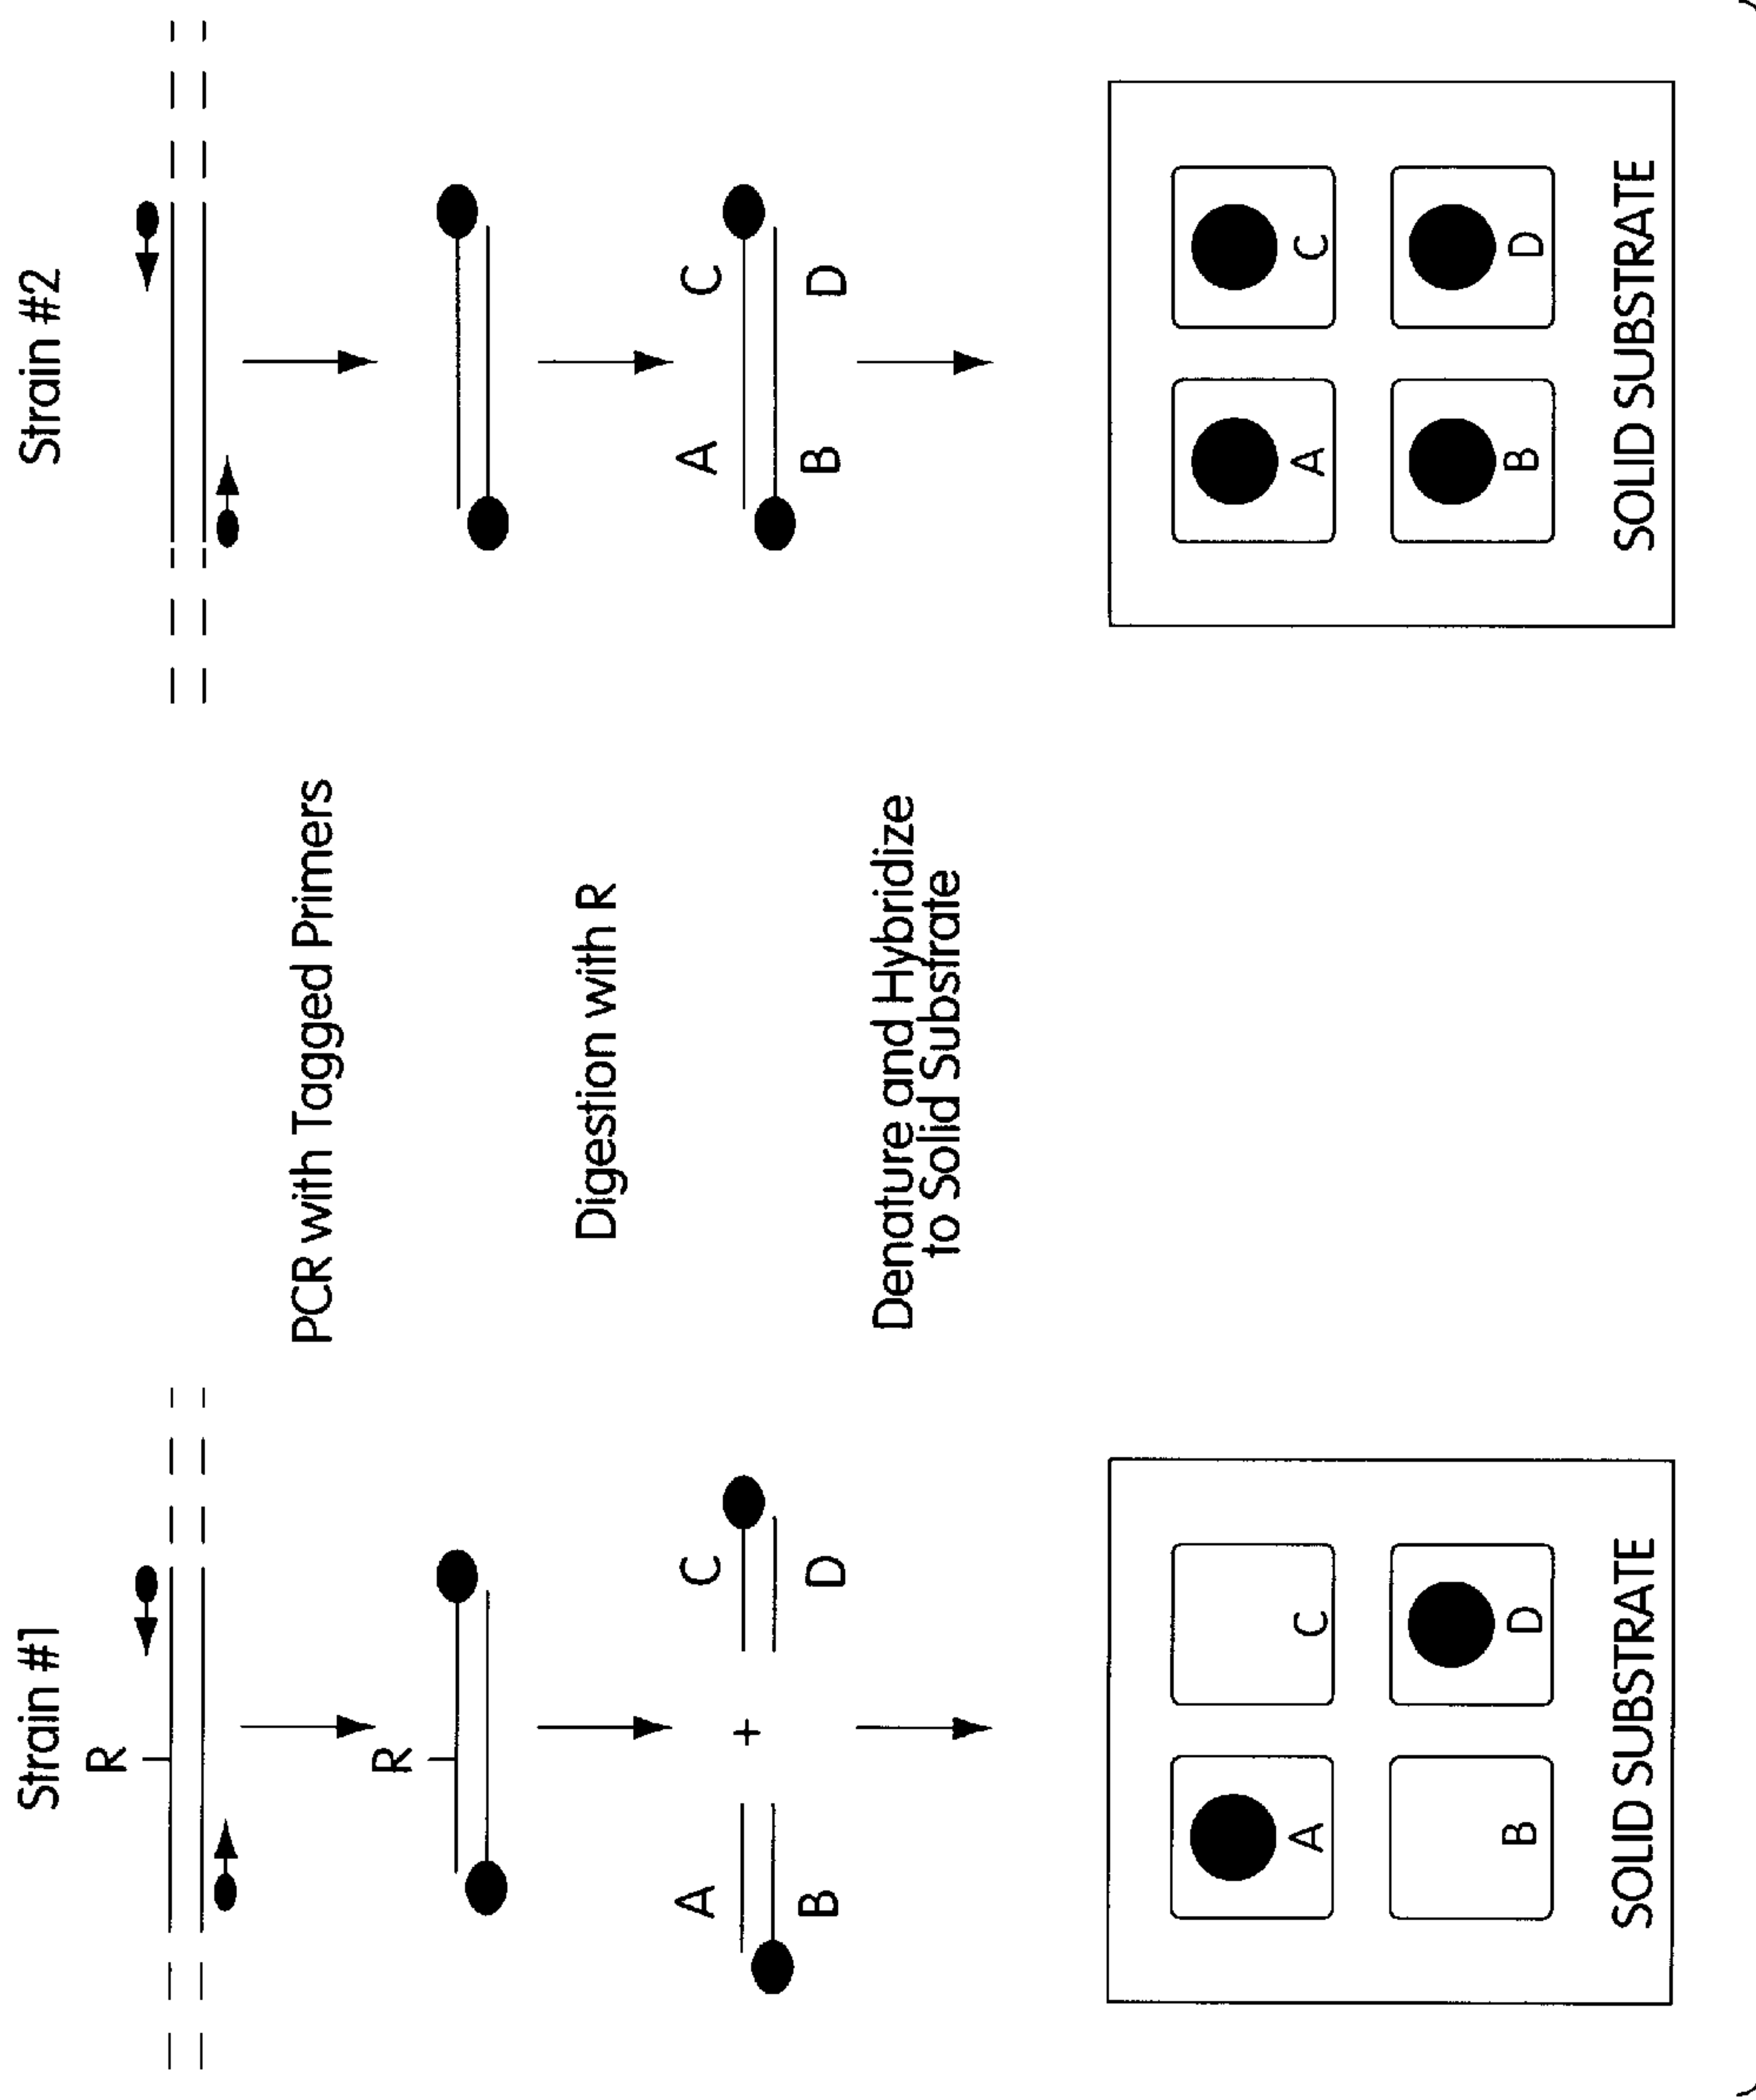 Strain #1
Strain #2
R
PCR with Tagged Primers
R
Digestion with R
A
C
+
B
D
A
C
B
D
Denature and Hybridize
to Solid Substrate
A
C
B
D
SOLID SUBSTRATE
A
C
B
D
SOLID SUBSTRATE